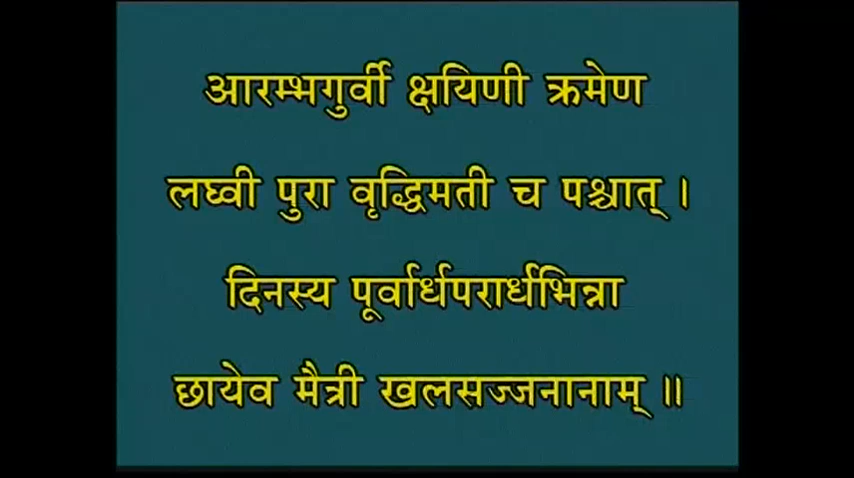 आरम्भगुर्वी क्षयिणी क्रमेण
लघ्वी पुरा वृद्धिमती च पश्चात् ।
दिनस्य पूर्वार्धपरार्धभिन्ना
छायेव मैत्री खलसज्जनानाम् ॥